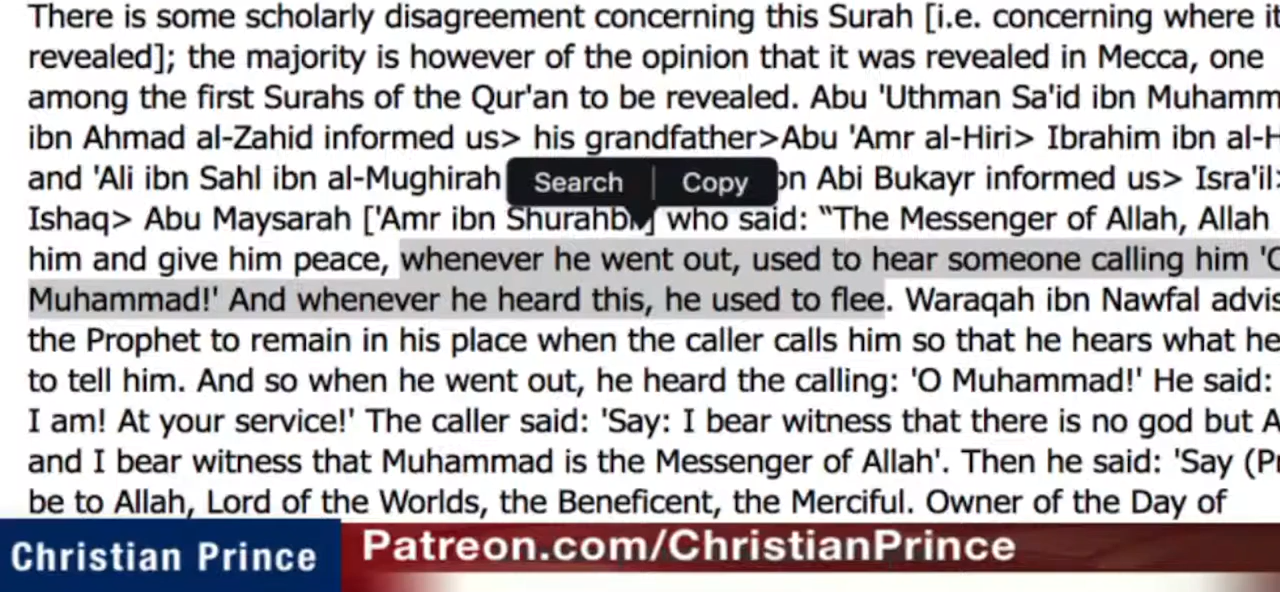 There is some scholarly disagreement concerning this Surah [i.e. concerning where it
revealed]; the majority is however of the opinion that it was revealed in Mecca, one
among the first Surahs of the Qur'an to be revealed. Abu 'Uthman Sa'id ibn Muhamm
ibn Ahmad al-Zahid informed us> his grandfather>Abu 'Amr al-Hiri> Ibrahim ibn al-H
and 'Ali ibn Sahl ibn al-Mughirah
Search
Copy
Abi Bukayr informed us> Isra'il>
Ishaq> Abu Maysarah ['Amr ibn who said: “The Messenger of Allah, Allah
him and give him peace, whenever he went out, used to hear someone calling him 'O
Muhammad!' And whenever he heard this, he used to flee. Waraqah ibn Nawfal advis
the Prophet to remain in his place when the caller calls him so that he hears what he
to tell him. And so when he went out, he heard the calling: 'O Muhammad!' He said:
I am! At your service!' The caller said: 'Say: I bear witness that there is no god but A
and I bear witness that Muhammad is the Messenger of Allah'. Then he said: 'Say (Pr
be to Allah, Lord of the Worlds, the Beneficent, the Merciful. Owner of the Day of
Christian Prince
Patreon.com/ChristianPrince